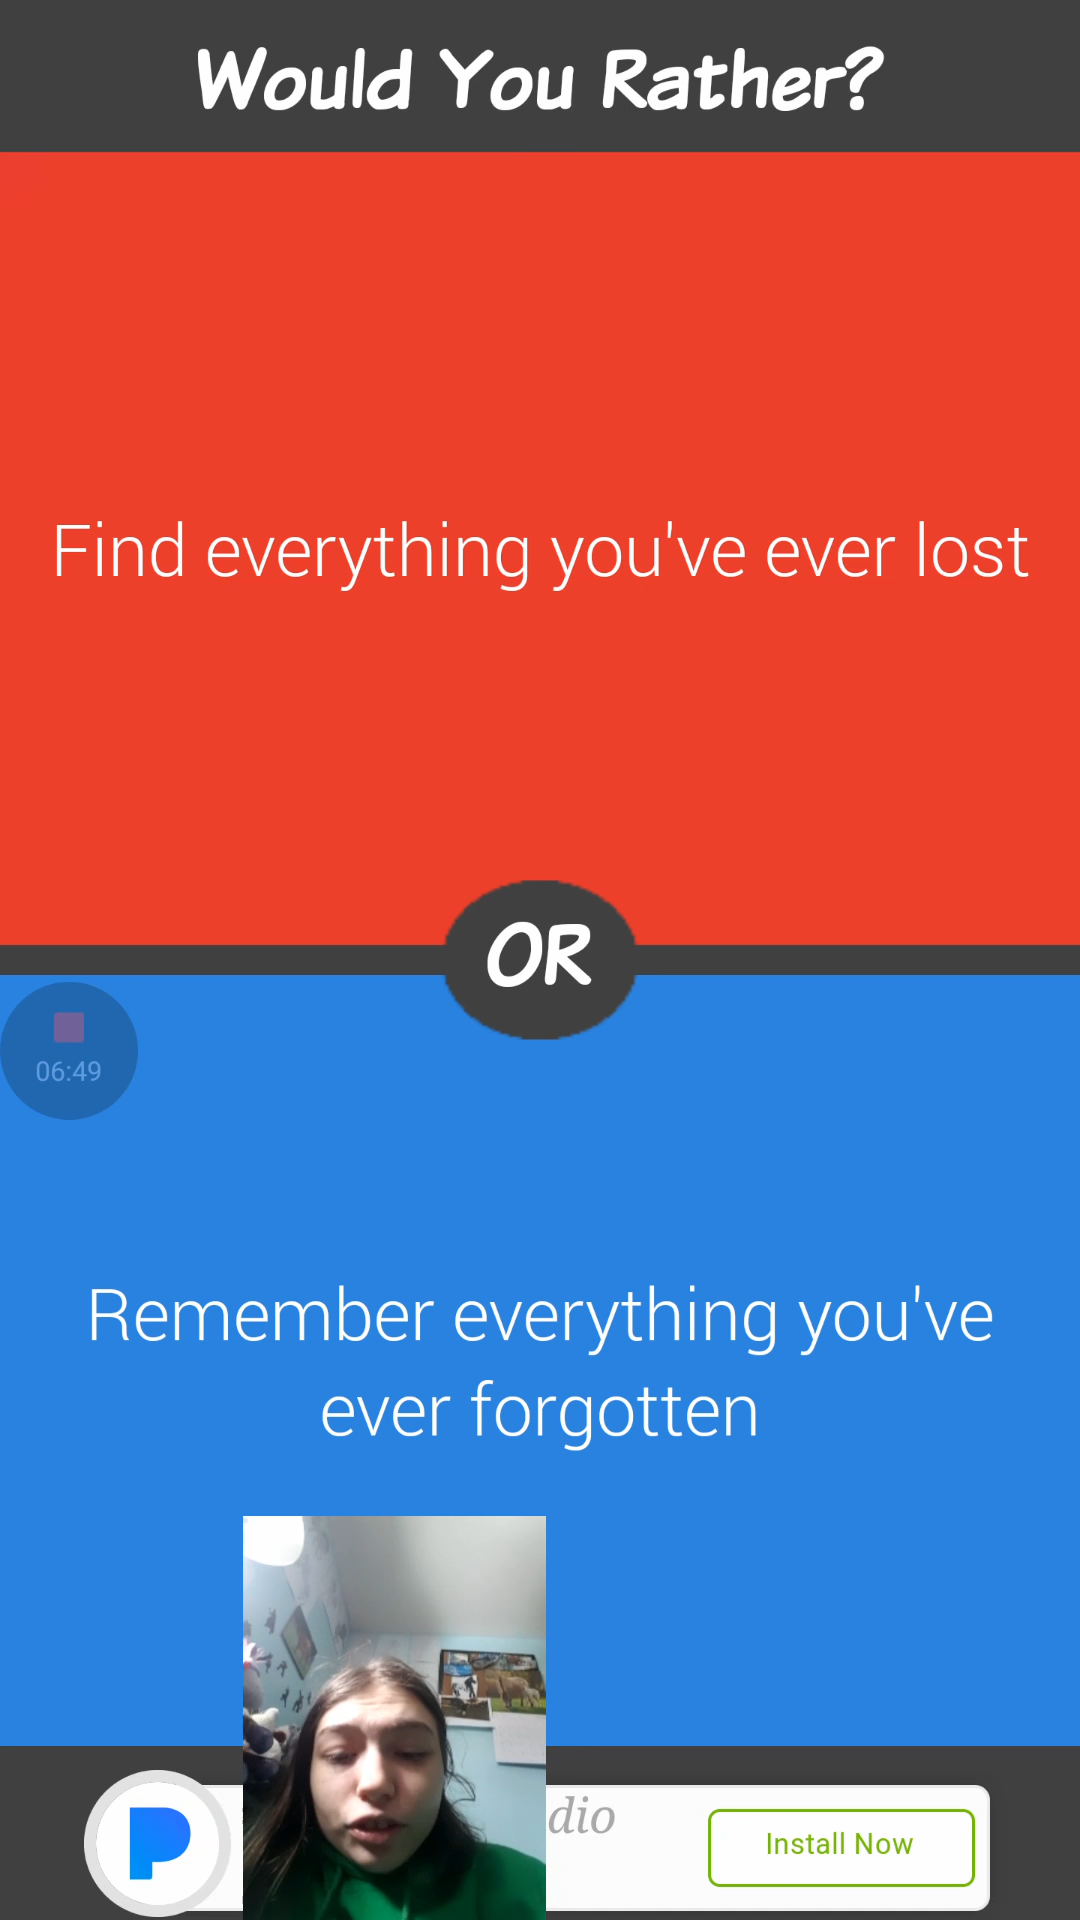 Would You Rather?
Find everything you've ever lost
OR
06:49
Remember everything you've
ever forgotten
dio
Install Now